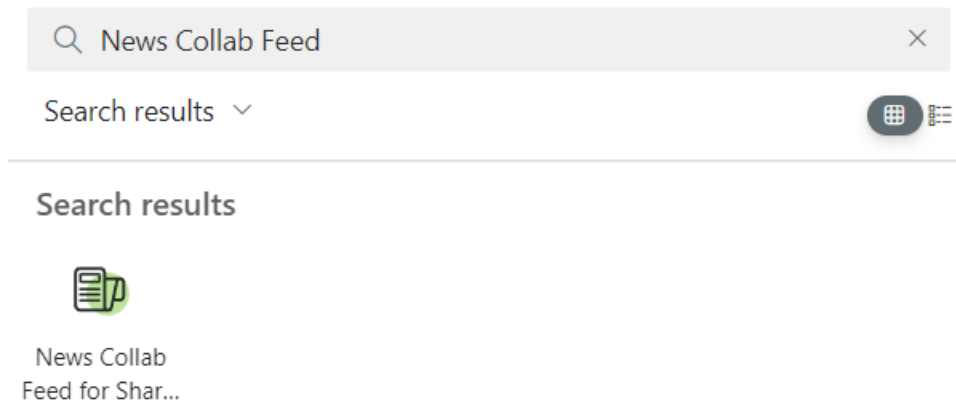 News Collab Feed
Search results
Search results
News Collab
Feed for Shar...